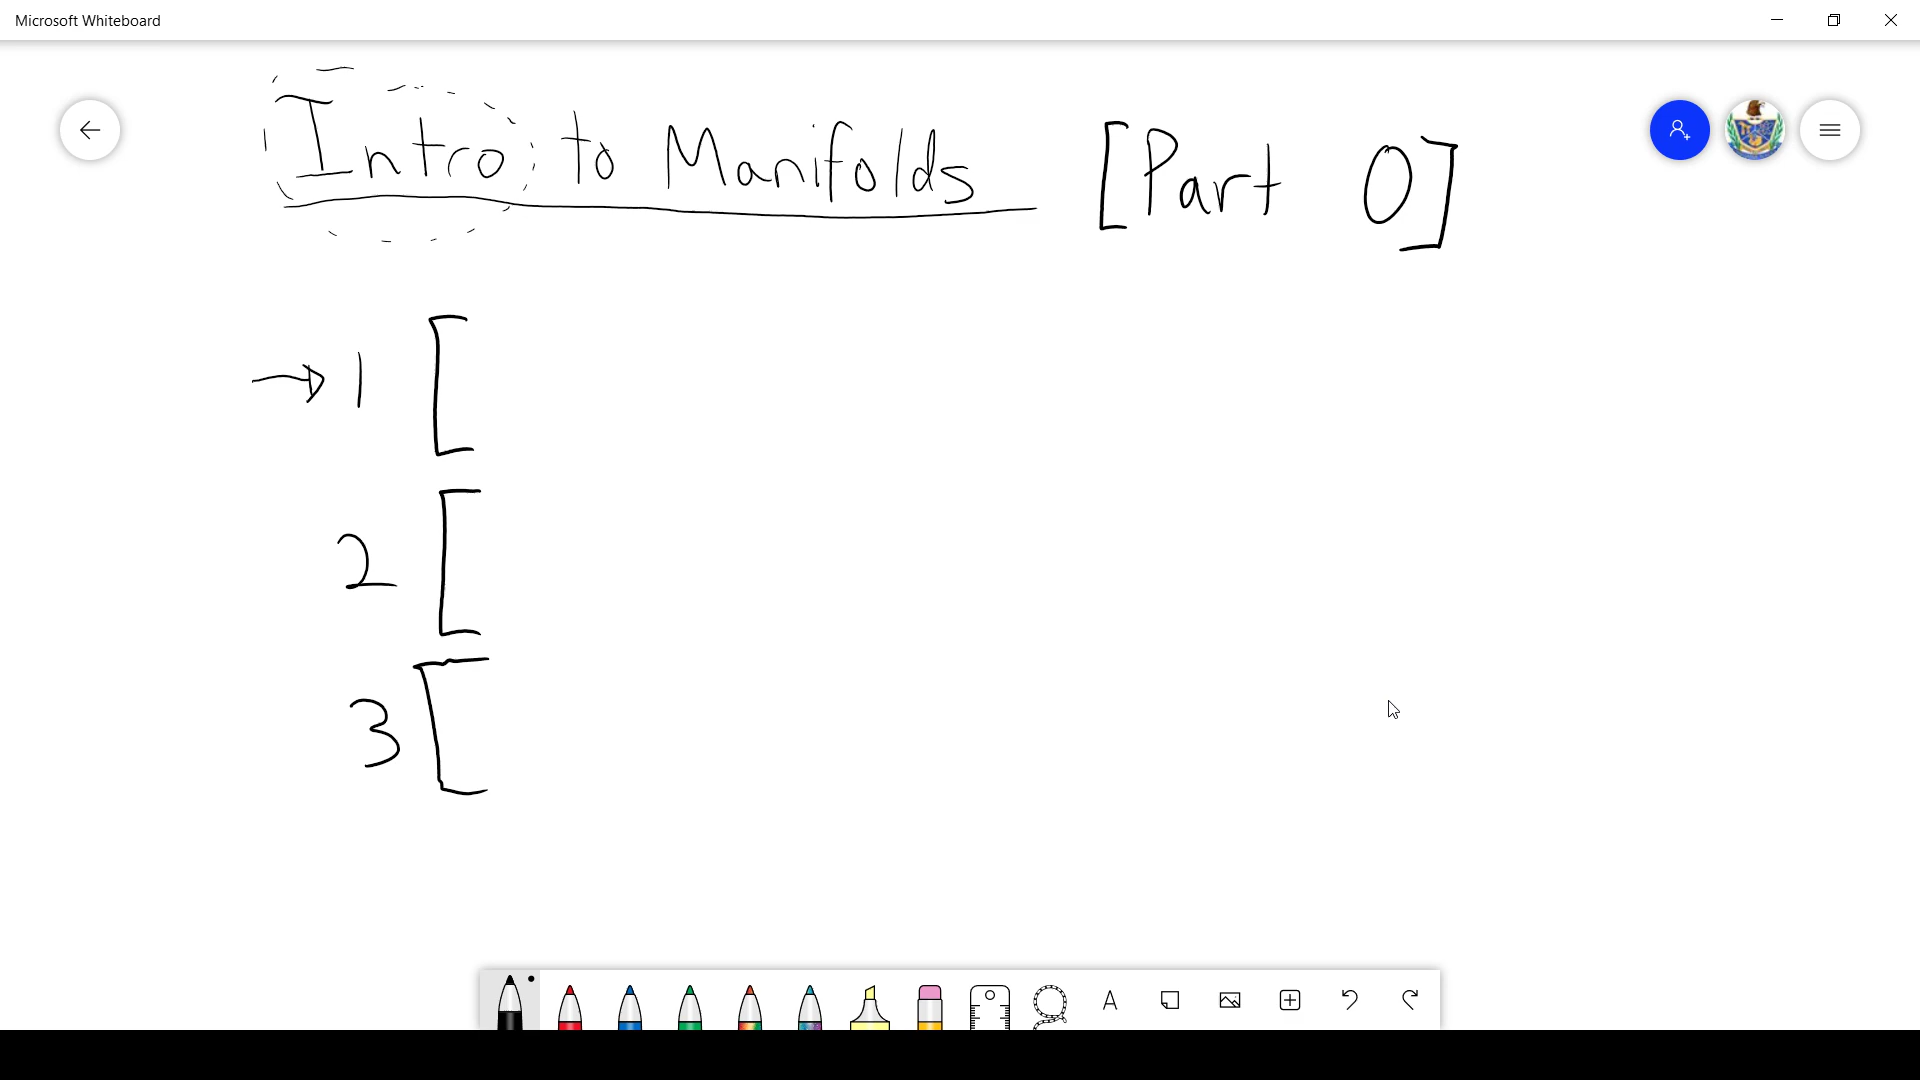 Microsoft Whiteboard
Intro to Manifolds [Part 0]
→ 1 [
2 [
3 [